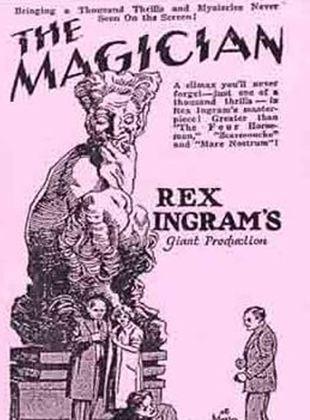 Bringing a Thousand Thrills and Mysteries Never
Seen On the Screen!
THE
MAGICIAN
A climax you'll never
forget—just one of a
thousand thrills — in
Rex Ingram's master-
piece! Greater than
"The Four Horse-
men," "Scaramouche"
and "Mare Nostrum"!
REX
INGRAM'S
Giant Production